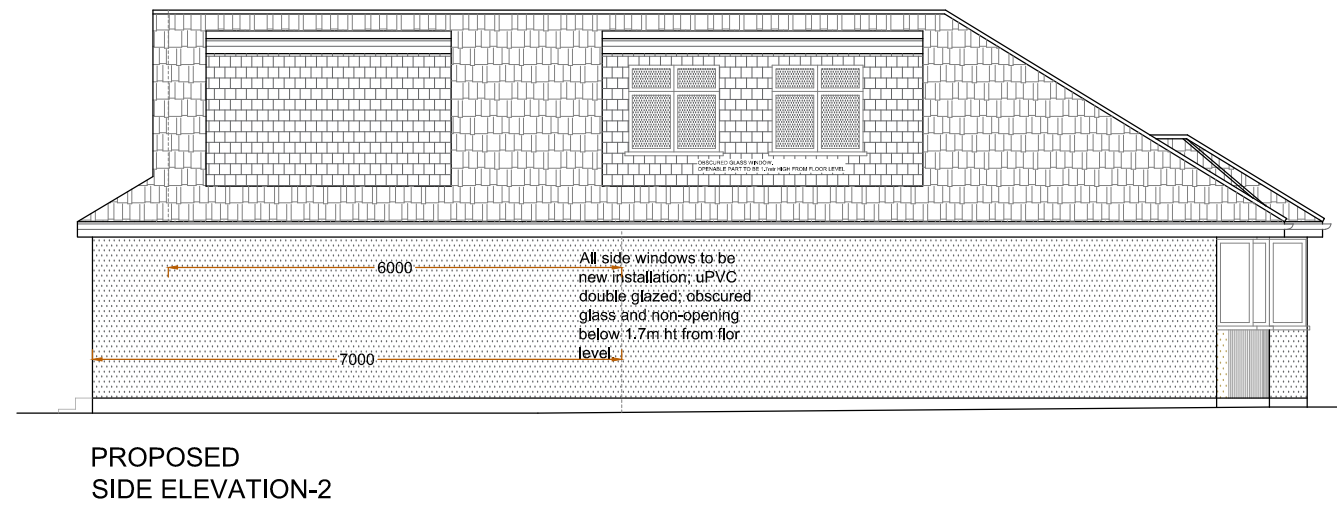 OBSCURED GLASS WINDOW,
OPENABLE PART TO BE 1.7mtr HIGH FROM FLOOR LEVEL
6000
All side windows to be
new installation; uPVC
double glazed; obscured
glass and non-opening
below 1.7m ht from flor
level.
7000
PROPOSED
SIDE ELEVATION-2